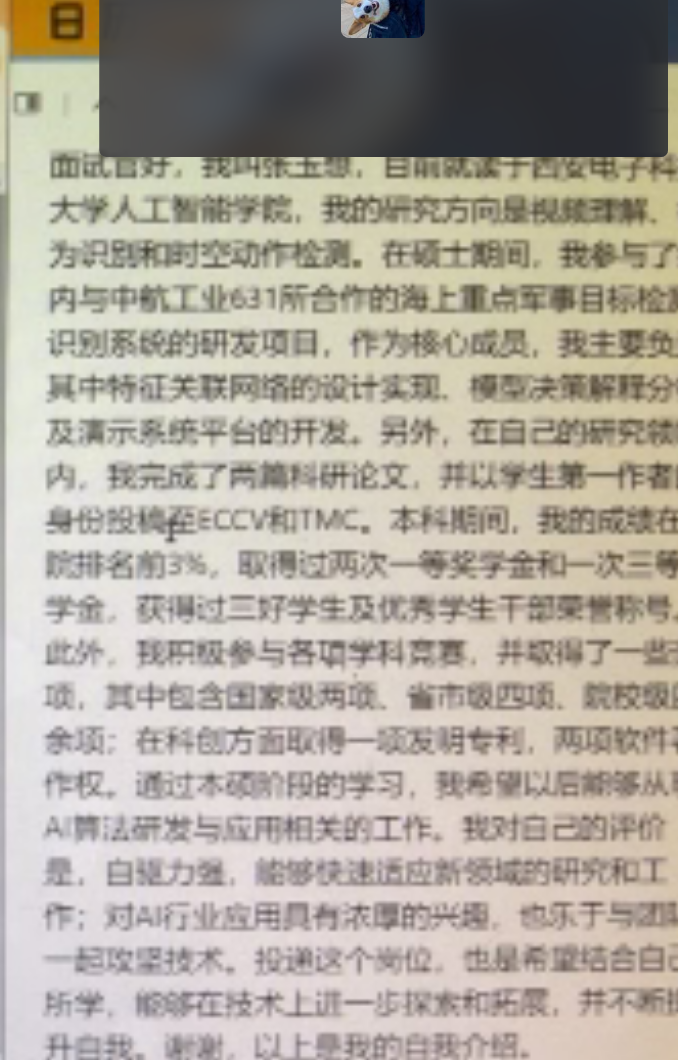 日
面试官好，我叫张玉想，目前就读于西安电子科
大学人工智能学院，我的研究方向是视频理解、
为识别和时空动作检测。在硕士期间，我参与了
内与中航工业631所合作的海上重点军事目标检测
识别系统的研发项目，作为核心成员，我主要负
其中特征关联网络的设计实现、模型决策解释分
及演示系统平台的开发。另外，在自己的研究领
内，我完成了两篇科研论文，并以学生第一作者
身份投稿至ECCV和TMC。本科期间，我的成绩在
院排名前3%，取得过两次一等奖学金和一次三等
学金，获得过三好学生及优秀学生干部荣誉称号。
此外，我积极参与各项学科竞赛，并取得了一些
项，其中包含国家级两项、省市级四项、院校级
余项；在科创方面取得一项发明专利，两项软件著
作权。通过本硕阶段的学习，我希望以后能够从
AI算法研发与应用相关的工作。我对自己的评价
是，自驱力强，能够快速适应新领域的研究和工
作；对AI行业应用具有浓厚的兴趣，也乐于与团队
一起攻坚技术。投递这个岗位，也是希望结合自己
所学，能够在技术上进一步探索和拓展，并不断提
升自我。谢谢，以上是我的自我介绍。